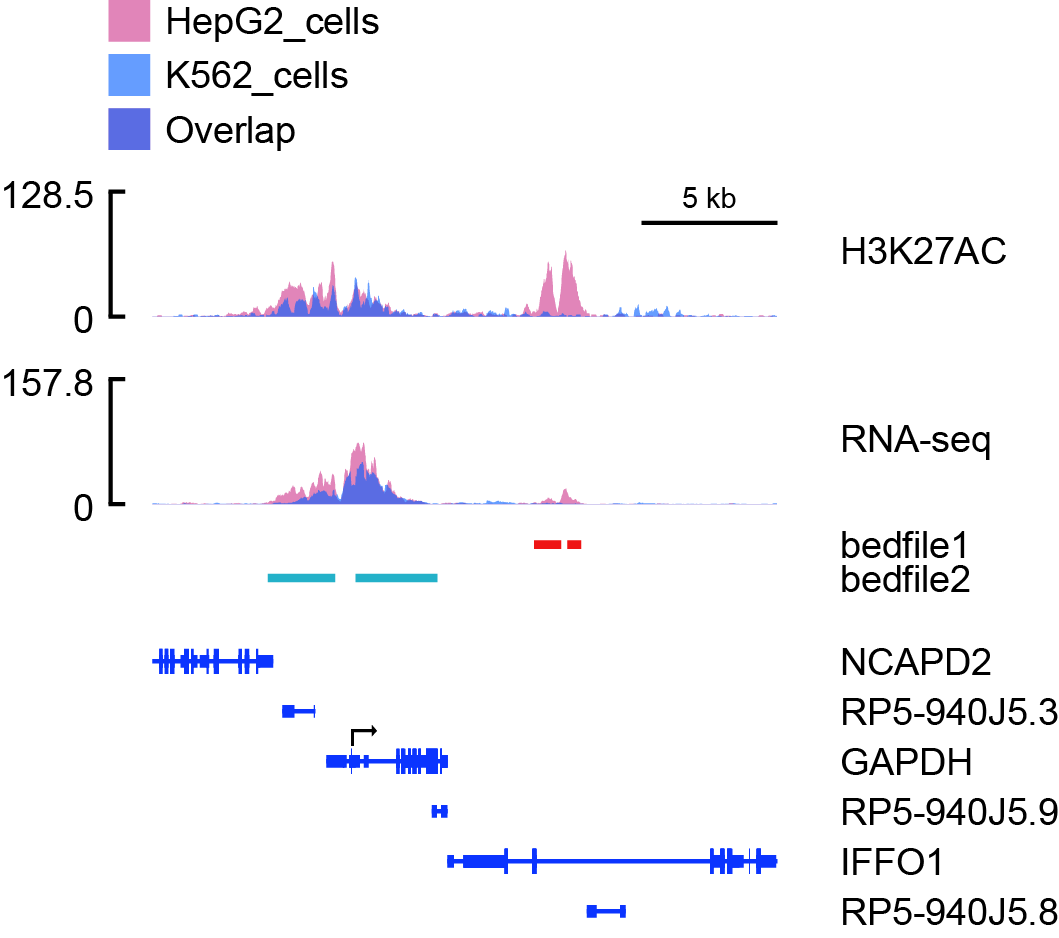 HepG2_cells
K562_cells
Overlap
128.5
5 kb
H3K27AC
0
157.8
RNA-seq
0
bedfile1
bedfile2
NCAPD2
RP5-940J5.3
GAPDH
RP5-940J5.9
IFFO1
RP5-940J5.8